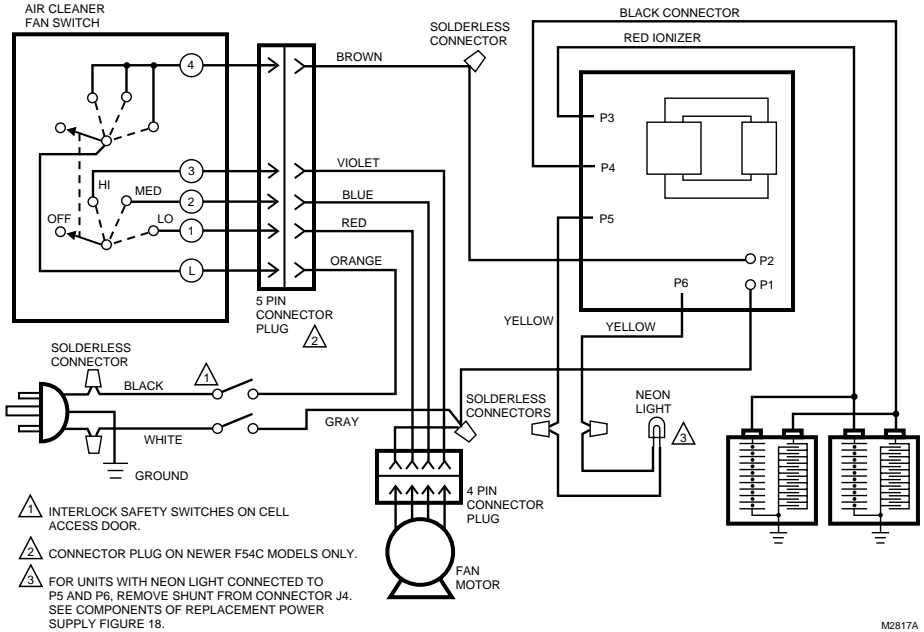 AIR CLEANER
FAN SWITCH
4
3
HI
MED
2
OFF
LO
1
L
BROWN
VIOLET
BLUE
RED
ORANGE
5 PIN
CONNECTOR
PLUG
2
SOLDERLESS
CONNECTOR
BLACK CONNECTOR
RED IONIZER
P3
P4
P5
P2
P6
P1
YELLOW
YELLOW
SOLDERLESS
CONNECTOR
BLACK
1
WHITE
GRAY
GROUND
SOLDERLESS
CONNECTORS
NEON
LIGHT
3
4 PIN
CONNECTOR
PLUG
FAN
MOTOR
1 INTERLOCK SAFETY SWITCHES ON CELL
ACCESS DOOR.
2 CONNECTOR PLUG ON NEWER F54C MODELS ONLY.
3 FOR UNITS WITH NEON LIGHT CONNECTED TO
P5 AND P6, REMOVE SHUNT FROM CONNECTOR J4.
SEE COMPONENTS OF REPLACEMENT POWER
SUPPLY FIGURE 18.
M2817A